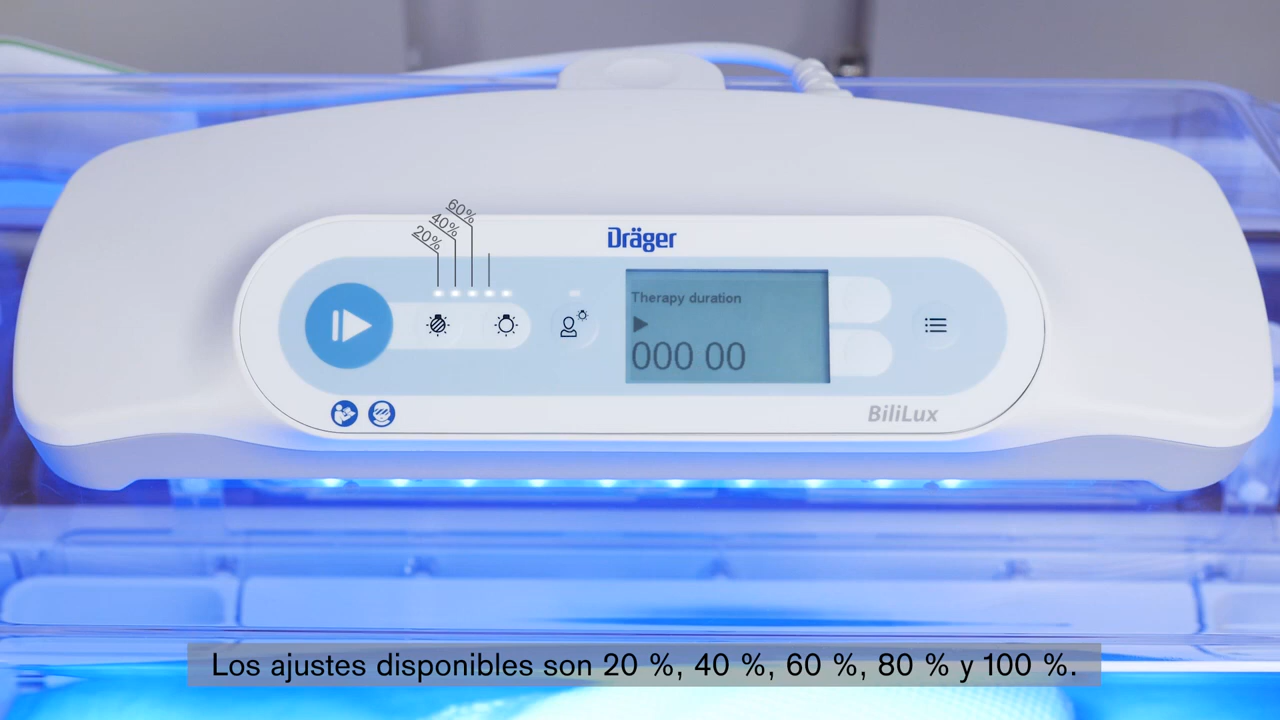 60%
40%
20%
Dräger
Therapy duration
000 00
BiliLux
Los ajustes disponibles son 20 %, 40 %, 60 %, 80 % y 100 %.